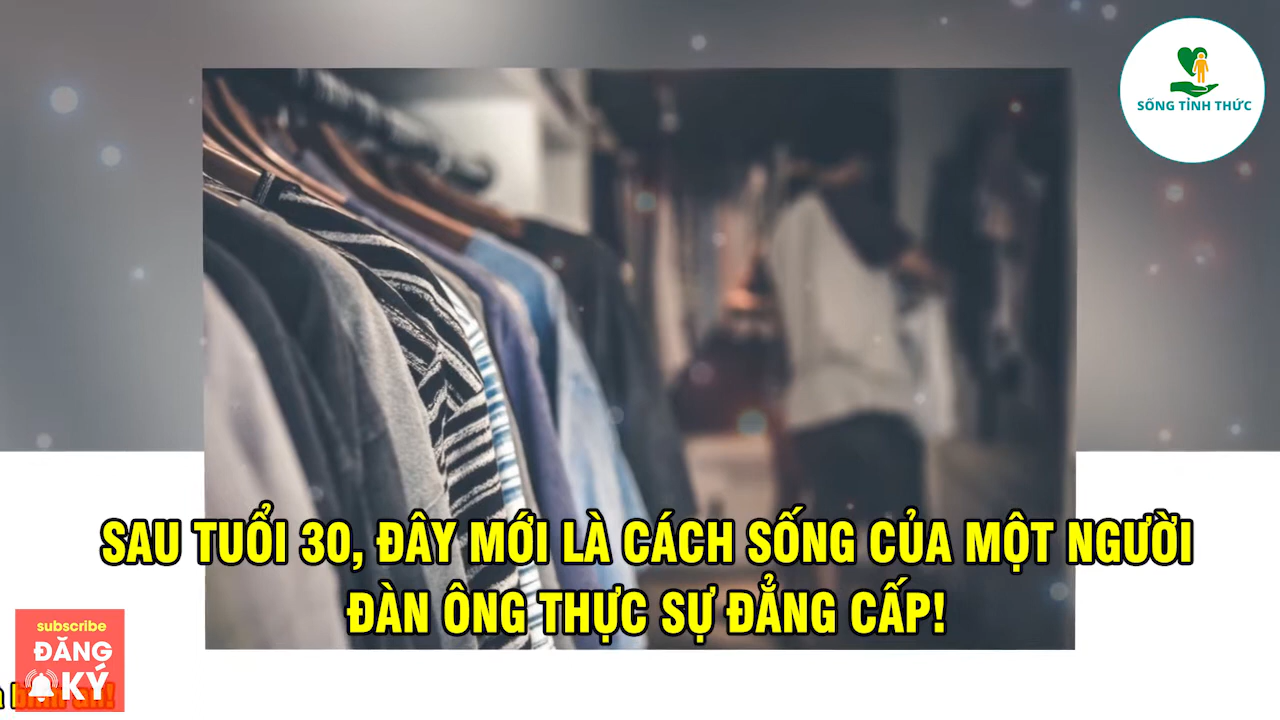 SỐNG TỈNH THỨC
SAU TUỔI 30, ĐÂY MỚI LÀ CÁCH SỐNG CỦA MỘT NGƯỜI
ĐÀN ÔNG THỰC SỰ ĐẲNG CẤP!
subscribe
ĐĂNG
KÝ